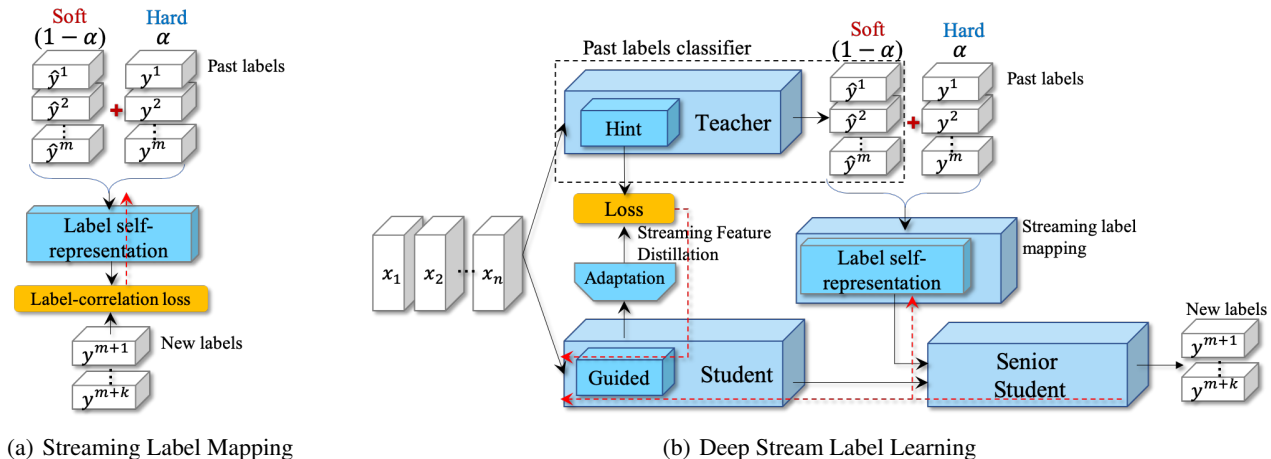 Soft Hard
(1 − α) α
ŷ¹ y¹
Past labels
ŷ² + y²
⋮ ⋮
ŷᵐ yᵐ
Label self-
representation
Label-correlation loss
yᵐ⁺¹
New labels
⋮
yᵐ⁺ᵏ
(a) Streaming Label Mapping
Soft Hard
Past labels classifier (1 − α) α
ŷ¹ y¹
Past labels
Teacher
Hint
ŷ² + y²
⋮ ⋮
ŷᵐ yᵐ
Loss
Streaming Feature
Distillation
Adaptation
x₁ x₂ ⋯ xₙ
Streaming label
mapping
Label self-
representation
Guided
Student
Senior
Student
New labels
yᵐ⁺¹
⋮
yᵐ⁺ᵏ
(b) Deep Stream Label Learning